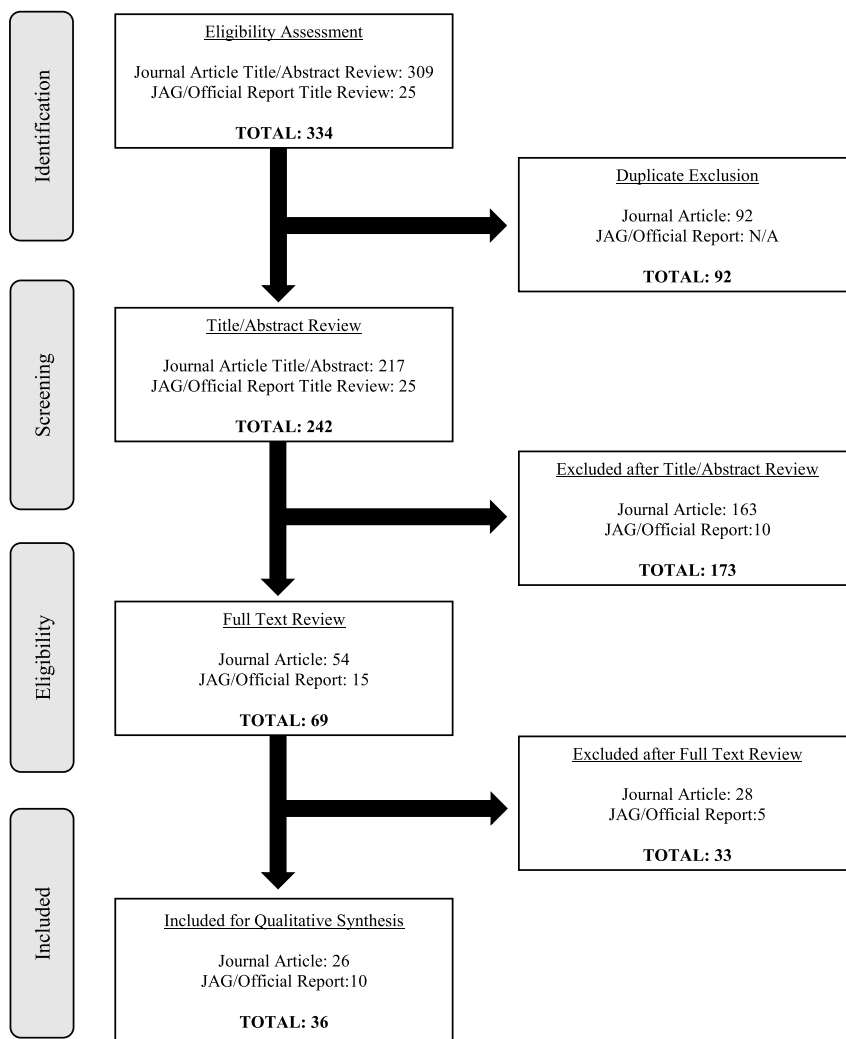 Identification
Eligibility Assessment
Journal Article Title/Abstract Review: 309
JAG/Official Report Title Review: 25
TOTAL: 334
Duplicate Exclusion
Journal Article: 92
JAG/Official Report: N/A
TOTAL: 92
Screening
Title/Abstract Review
Journal Article Title/Abstract: 217
JAG/Official Report Title Review: 25
TOTAL: 242
Excluded after Title/Abstract Review
Journal Article: 163
JAG/Official Report:10
TOTAL: 173
Eligibility
Full Text Review
Journal Article: 54
JAG/Official Report: 15
TOTAL: 69
Excluded after Full Text Review
Journal Article: 28
JAG/Official Report:5
TOTAL: 33
Included
Included for Qualitative Synthesis
Journal Article: 26
JAG/Official Report:10
TOTAL: 36